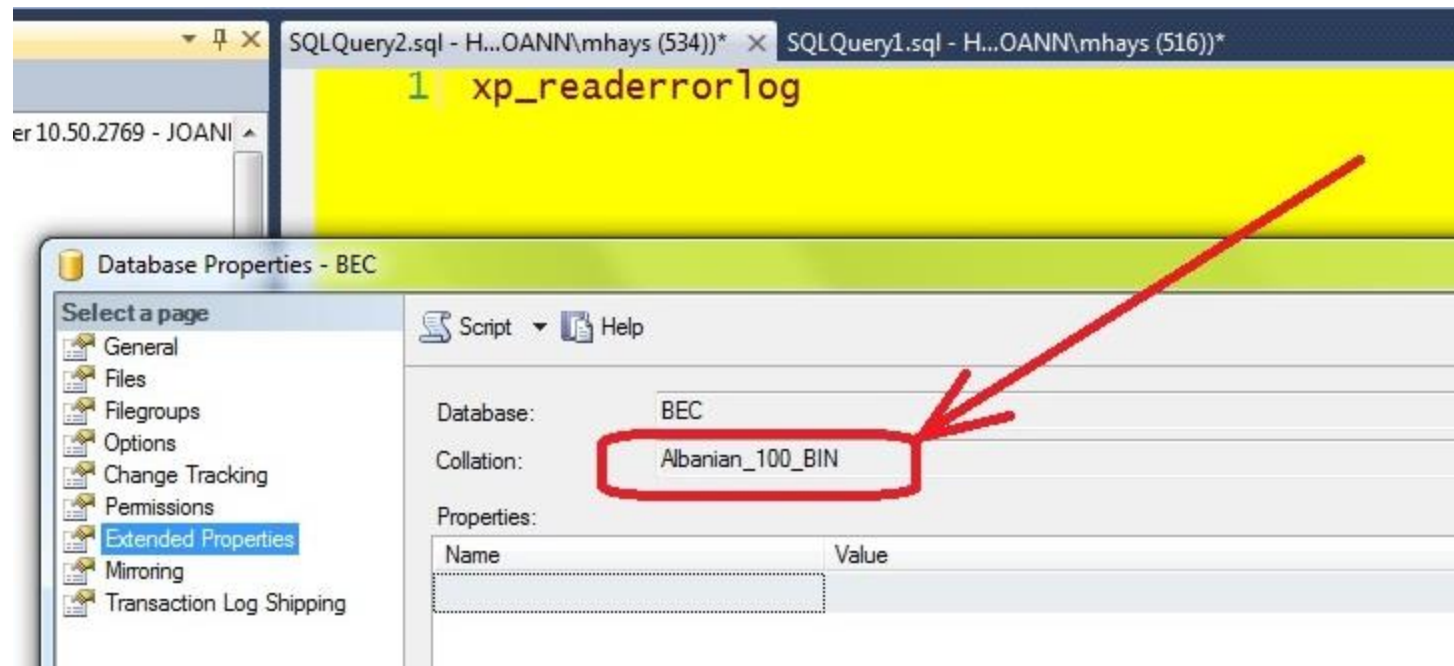 SQLQuery2.sql - H...OANN\mhays (534))* SQLQuery1.sql - H...OANN\mhays (516))*
1 xp_readerrorlog
er 10.50.2769 - JOANI
Database Properties - BEC
Select a page
General
Files
Filegroups
Options
Change Tracking
Permissions
Extended Properties
Mirroring
Transaction Log Shipping
Script Help
Database: BEC
Collation: Albanian_100_BIN
Properties:
Name Value